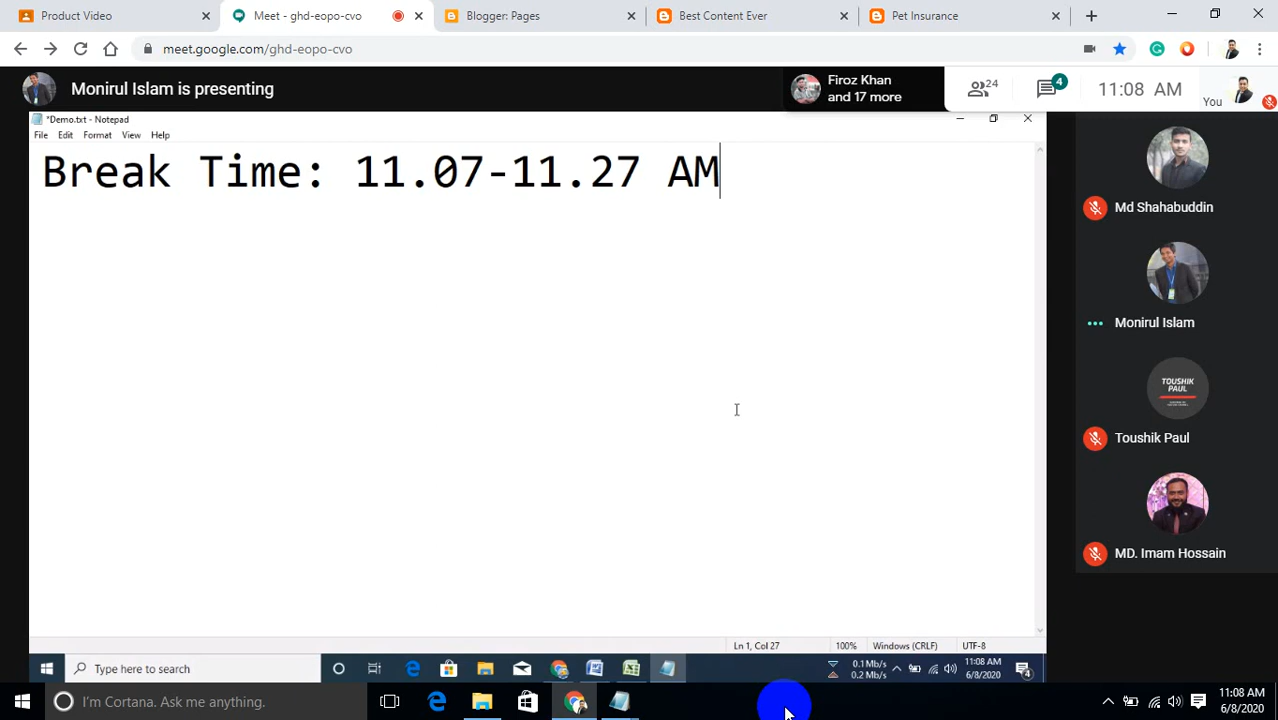 Product Video
Meet - ghd-eopo-cvo
Blogger: Pages
Best Content Ever
Pet Insurance
meet.google.com/ghd-eopo-cvo
Monirul Islam is presenting
Firoz Khan
and 17 more
24
4
11:08 AM
You
*Demo.txt - Notepad
File Edit Format View Help
Break Time: 11.07-11.27 AM
Md Shahabuddin
Monirul Islam
TOUSHIK
PAUL
Toushik Paul
MD. Imam Hossain
Ln 1, Col 27
100%
Windows (CRLF)
UTF-8
Type here to search
0.1 Mb/s
0.2 Mb/s
11:08 AM
6/8/2020
4
I'm Cortana. Ask me anything.
11:08 AM
6/8/2020